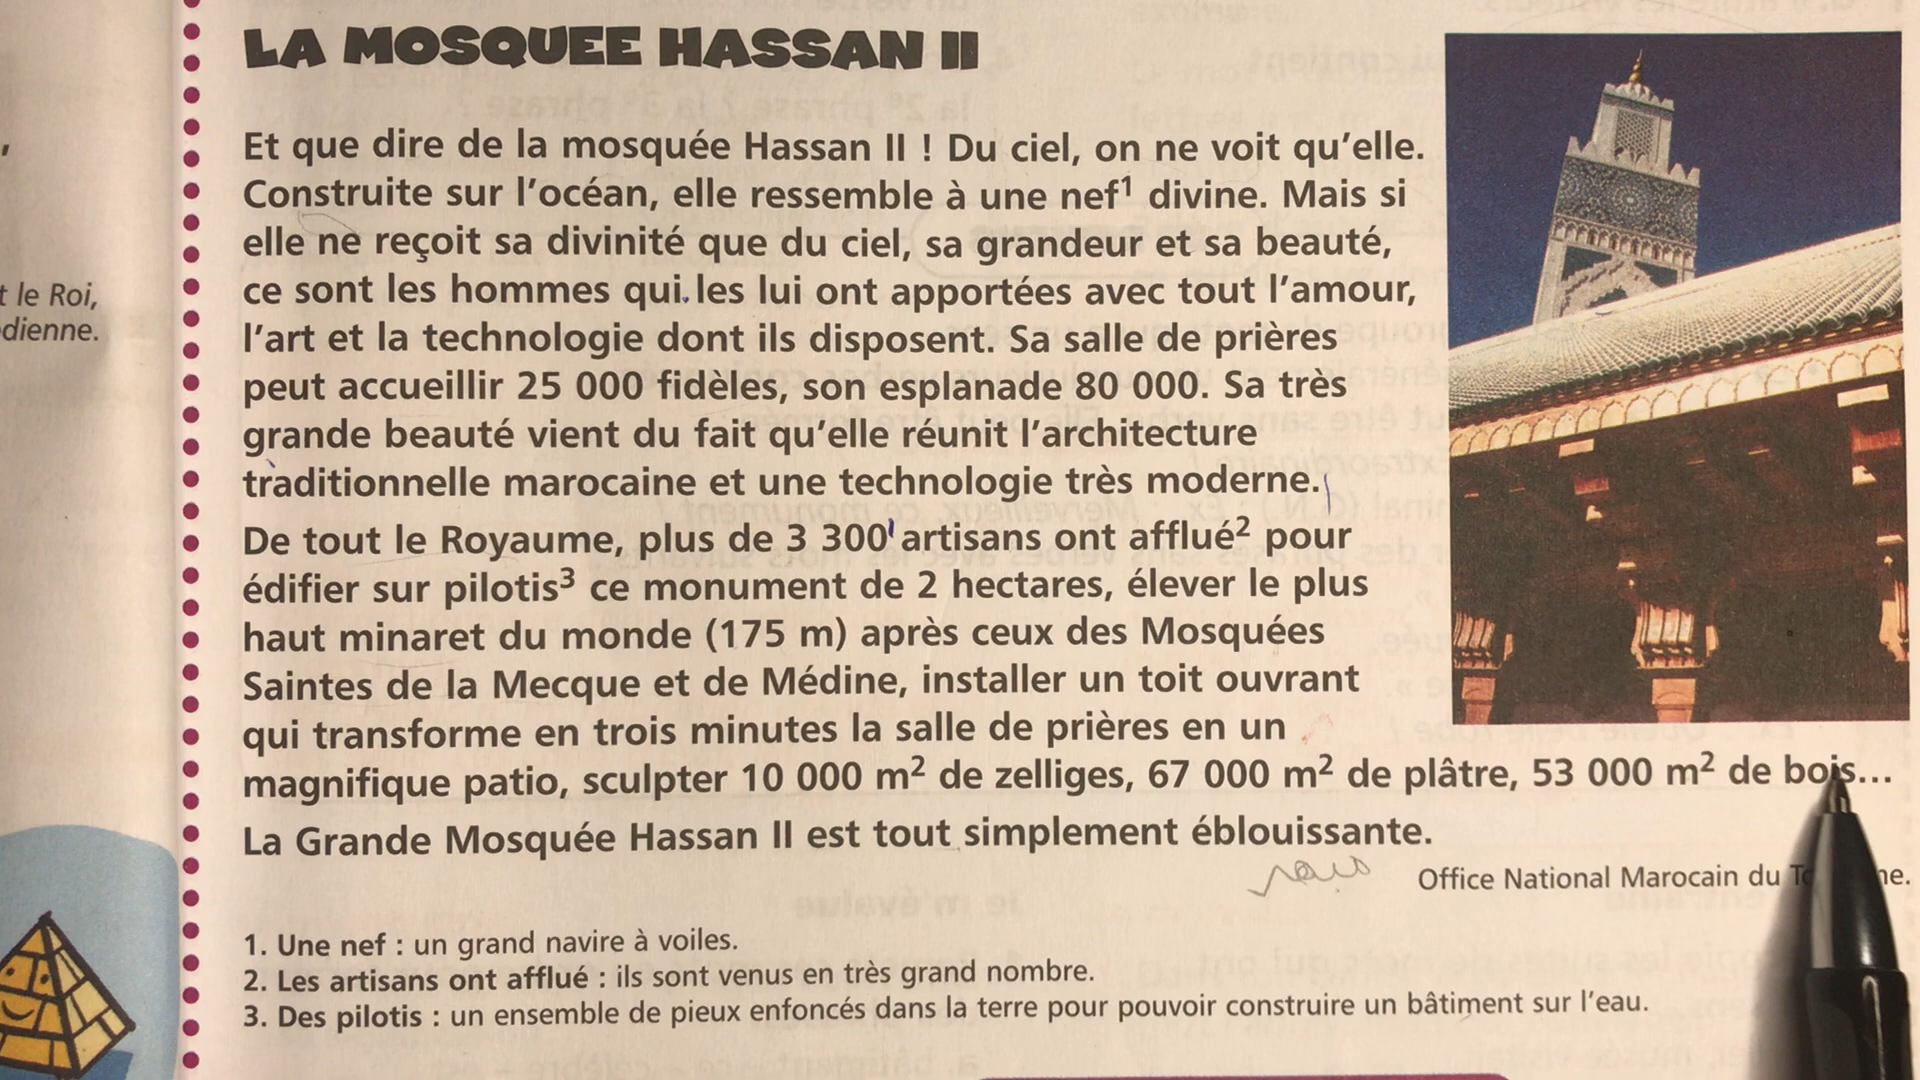 t le Roi,
dienne.
LA MOSQUEE HASSAN II
Et que dire de la mosquée Hassan II ! Du ciel, on ne voit qu'elle.
Construite sur l'océan, elle ressemble à une nef¹ divine. Mais si
elle ne reçoit sa divinité que du ciel, sa grandeur et sa beauté,
ce sont les hommes qui les lui ont apportées avec tout l'amour,
l'art et la technologie dont ils disposent. Sa salle de prières
peut accueillir 25 000 fidèles, son esplanade 80 000. Sa très
grande beauté vient du fait qu'elle réunit l'architecture
traditionnelle marocaine et une technologie très moderne.
De tout le Royaume, plus de 3 300 artisans ont afflué² pour
édifier sur pilotis³ ce monument de 2 hectares, élever le plus
haut minaret du monde (175 m) après ceux des Mosquées
Saintes de la Mecque et de Médine, installer un toit ouvrant
qui transforme en trois minutes la salle de prières en un
magnifique patio, sculpter 10 000 m² de zelliges, 67 000 m² de plâtre, 53 000 m² de bois...
La Grande Mosquée Hassan II est tout simplement éblouissante.
Office National Marocain du
1. Une nef : un grand navire à voiles.
2. Les artisans ont afflué : ils sont venus en très grand nombre.
3. Des pilotis : un ensemble de pieux enfoncés dans la terre pour pouvoir construire un bâtiment sur l'eau.